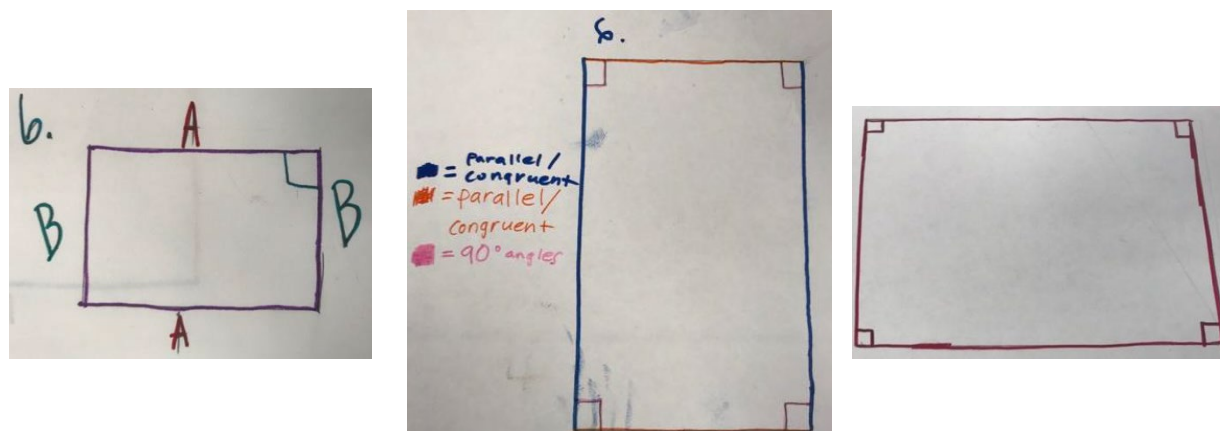 6.
A
B
B
A
6.
= Parallel/
congruent
= parallel/
congruent
= 90° angles